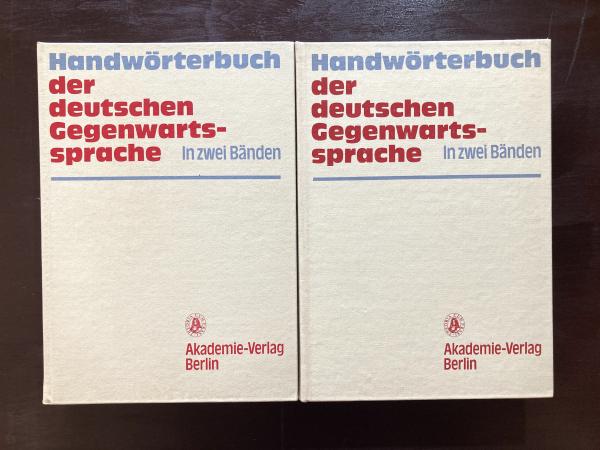 Handwörterbuch
der
deutschen
Gegenwarts-
sprache In zwei Bänden
Akademie-Verlag
Berlin
Handwörterbuch
der
deutschen
Gegenwarts-
sprache In zwei Bänden
Akademie-Verlag
Berlin